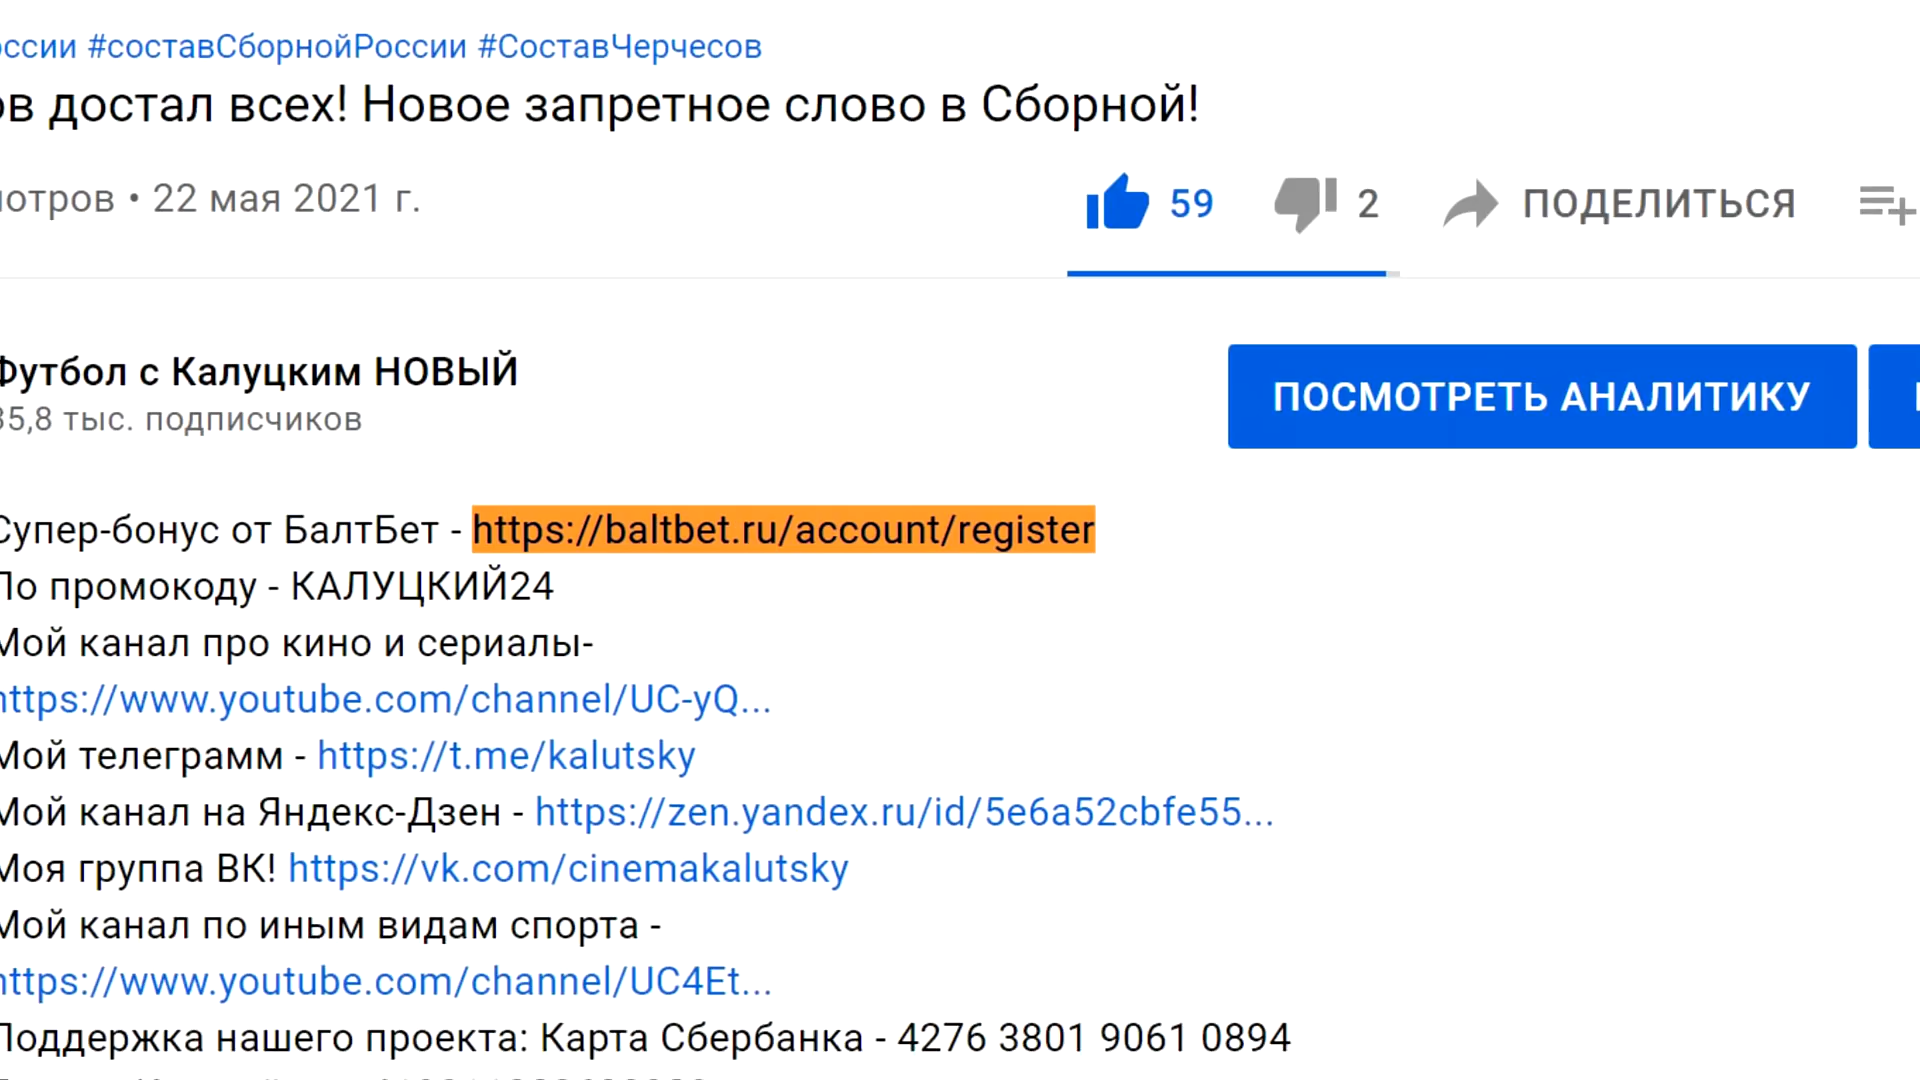 #составСборнойРоссии #СоставЧерчесов
достал всех! Новое запретное слово в Сборной!
• 22 мая 2021 г.
59 2 ПОДЕЛИТЬСЯ
Футбол с Калуцким НОВЫЙ
35,8 тыс. подписчиков
ПОСМОТРЕТЬ АНАЛИТИКУ
Супер-бонус от БалтБет - https://baltbet.ru/account/register
По промокоду - КАЛУЦКИЙ24
Мой канал про кино и сериалы-
https://www.youtube.com/channel/UC-yQ...
Мой телеграмм - https://t.me/kalutsky
Мой канал на Яндекс-Дзен - https://zen.yandex.ru/id/5e6a52cbfe55...
Моя группа ВК! https://vk.com/cinemakalutsky
Мой канал по иным видам спорта -
https://www.youtube.com/channel/UC4Et...
Поддержка нашего проекта: Карта Сбербанка - 4276 3801 9061 0894